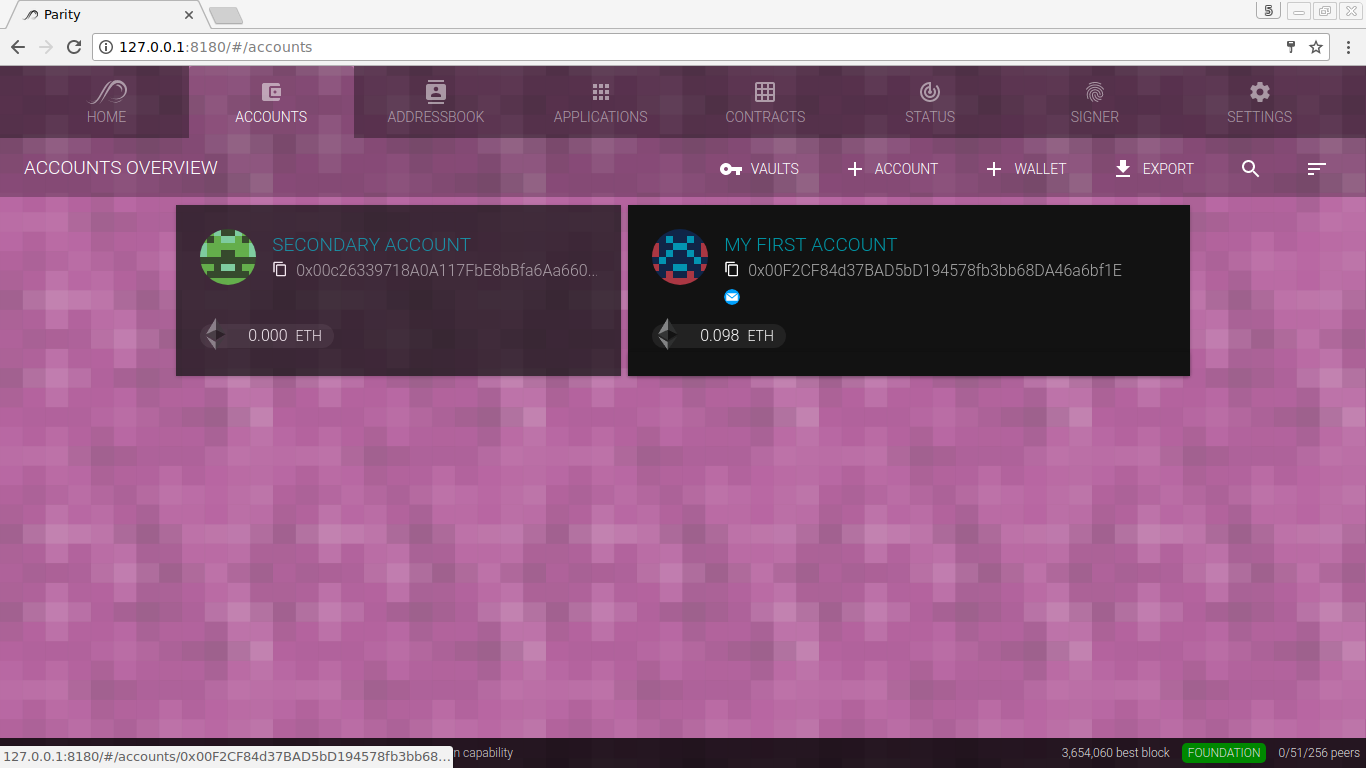 Parity
5
127.0.0.1:8180/#/accounts
HOME
ACCOUNTS
ADDRESSBOOK
APPLICATIONS
CONTRACTS
STATUS
SIGNER
SETTINGS
ACCOUNTS OVERVIEW
VAULTS
ACCOUNT
WALLET
EXPORT
SECONDARY ACCOUNT
0x00c26339718A0A117FbE8bBfa6Aa660...
0.000 ETH
MY FIRST ACCOUNT
0x00F2CF84d37BAD5bD194578fb3bb68DA46a6bf1E
0.098 ETH
127.0.0.1:8180/#/accounts/0x00F2CF84d37BAD5bD194578fb3bb68...
n capability
3,654,060 best block
FOUNDATION
0/51/256 peers